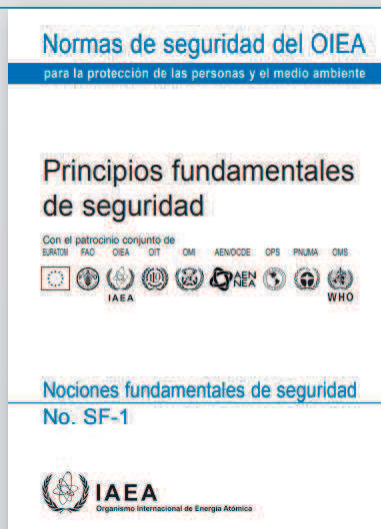 Normas de seguridad del OIEA
para la protección de las personas y el medio ambiente
Principios fundamentales
de seguridad
Con el patrocinio conjunto de
EURATOM FAO OIEA OIT OMI AEN/OCDE OPS PNUMA OMS
AEN
NEA
IAEA
WHO
Nociones fundamentales de seguridad
No. SF-1
IAEA
Organismo Internacional de Energía Atómica